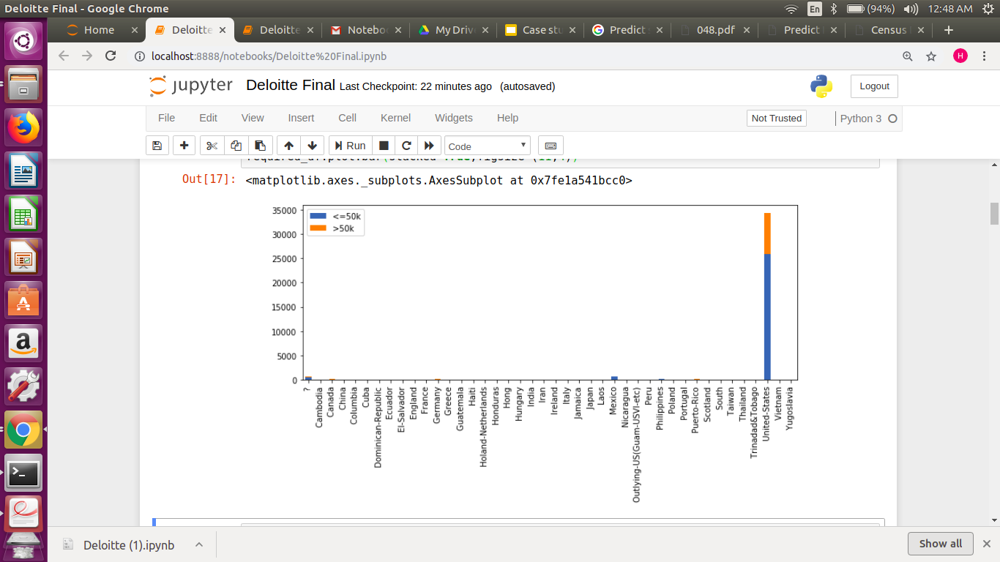 Deloitte Final - Google Chrome
En (94%) 12:48 AM
Home
Deloitte
Deloitte
My Driv
Case stu
Predict
048.pdf
Predict
Census
localhost:8888/notebooks/Deloitte%20Final.ipynb
H
jupyter Deloitte Final Last Checkpoint: 22 minutes ago (autosaved)
Logout
File Edit View Insert Cell Kernel Widgets Help
Not Trusted Python 3
Run Code
Out[17]: <matplotlib.axes._subplots.AxesSubplot at 0x7fe1a541bcc0>
<=50k
>50k
35000
30000
25000
20000
15000
10000
5000
0
?
Cambodia
Canada
China
Columbia
Cuba
Dominican-Republic
Ecuador
El-Salvador
England
France
Germany
Greece
Guatemala
Haiti
Holand-Netherlands
Honduras
Hong
Hungary
India
Iran
Ireland
Italy
Jamaica
Japan
Laos
Mexico
Nicaragua
Outlying-US(Guam-USVI-etc)
Peru
Philippines
Poland
Portugal
Puerto-Rico
Scotland
South
Taiwan
Thailand
Trinadad&Tobago
United-States
Vietnam
Yugoslavia
Deloitte (1).ipynb
Show all